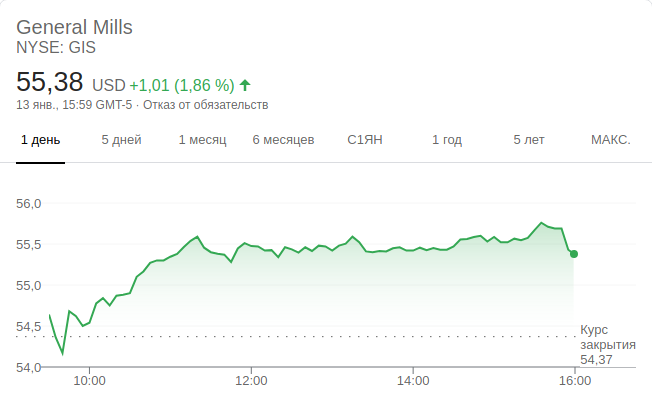 General Mills
NYSE: GIS
55,38 USD +1,01 (1,86 %)
13 янв., 15:59 GMT-5 · Отказ от обязательств
1 день 5 дней 1 месяц 6 месяцев С1ЯН 1 год 5 лет МАКС.
56,0
55,5
55,0
54,5
54,0
Курс
закрытия
54,37
10:00 12:00 14:00 16:00